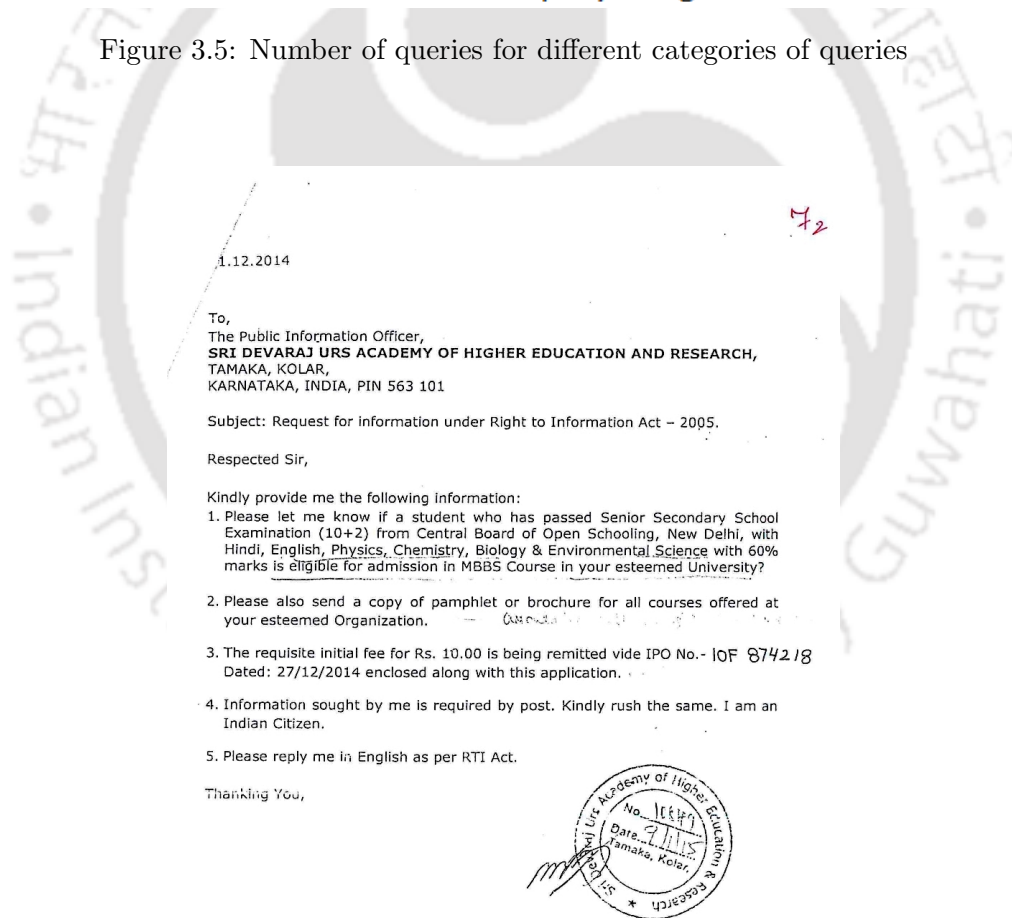 Figure 3.5: Number of queries for different categories of queries
72
1.12.2014
To,
The Public Information Officer,
SRI DEVARAJ URS ACADEMY OF HIGHER EDUCATION AND RESEARCH,
TAMAKA, KOLAR,
KARNATAKA, INDIA, PIN 563 101
Subject: Request for information under Right to Information Act – 2005.
Respected Sir,
Kindly provide me the following information:
1. Please let me know if a student who has passed Senior Secondary School
Examination (10+2) from Central Board of Open Schooling, New Delhi, with
Hindi, English, Physics, Chemistry, Biology & Environmental Science with 60%
marks is eligible for admission in MBBS Course in your esteemed University?
2. Please also send a copy of pamphlet or brochure for all courses offered at
your esteemed Organization.
3. The requisite initial fee for Rs. 10.00 is being remitted vide IPO No.- 10F 874218
Dated: 27/12/2014 enclosed along with this application.
4. Information sought by me is required by post. Kindly rush the same. I am an
Indian Citizen.
5. Please reply me in English as per RTI Act.
Thanking You,
Sri Devaraj Urs Academy of Higher Education & Research
No.
Date. 9/1/15
Tamaka, Kolar.
Indian Ins
Guwahati